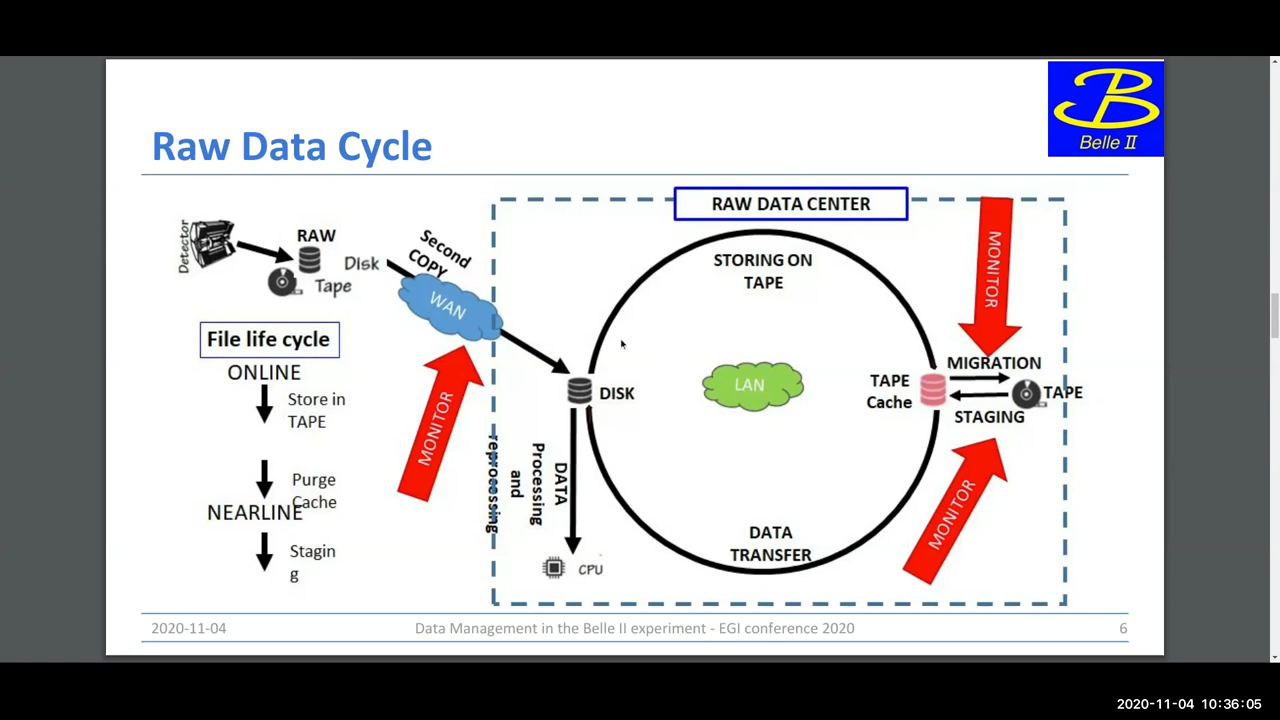 Raw Data Cycle
Belle II
Detector
RAW
Disk
Tape
Second
COPY
WAN
File life cycle
ONLINE
Store in
TAPE
Purge
Cache
NEARLINE
Stagin
g
MONITOR
RAW DATA CENTER
STORING ON
TAPE
LAN
DISK
DATA
Processing
and
reprocessing
CPU
DATA
TRANSFER
TAPE
Cache
MONITOR
MIGRATION
TAPE
STAGING
MONITOR
2020-11-04
Data Management in the Belle II experiment - EGI conference 2020
6
2020-11-04 10:36:05